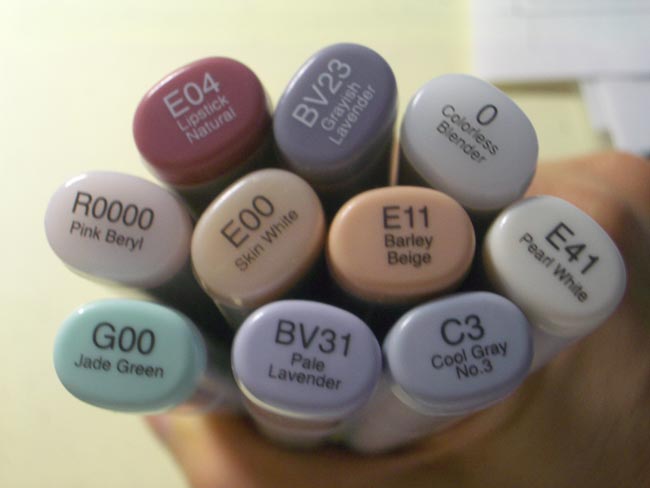 E04
Lipstick
Natural
BV23
Grayish
Lavender
0
Colorless
Blender
R0000
Pink Beryl
E00
Skin White
E11
Barley
Beige
E41
Pearl White
G00
Jade Green
BV31
Pale
Lavender
C3
Cool Gray
No.3